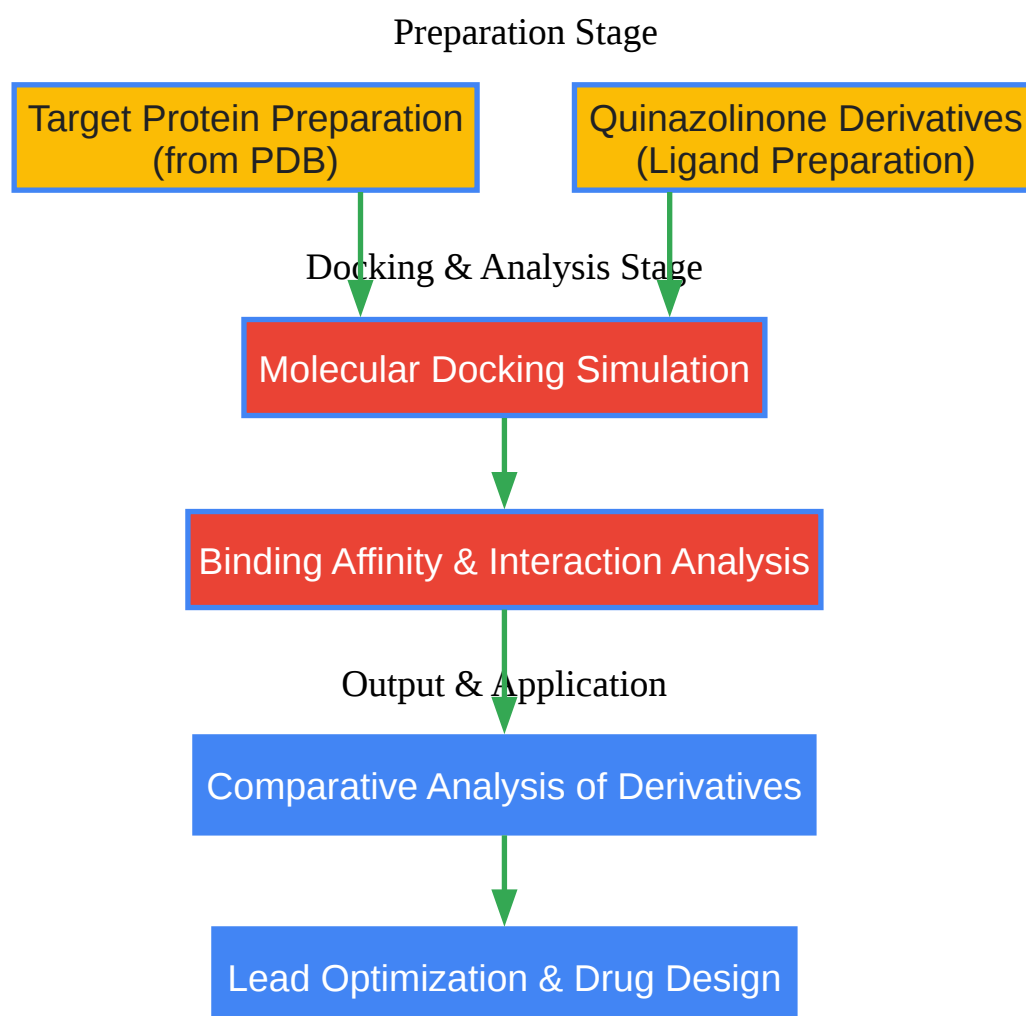 Preparation Stage
Target Protein Preparation
(from PDB)
Quinazolinone Derivatives
(Ligand Preparation)
Docking & Analysis Stage
Molecular Docking Simulation
Binding Affinity & Interaction Analysis
Output & Application
Comparative Analysis of Derivatives
Lead Optimization & Drug Design